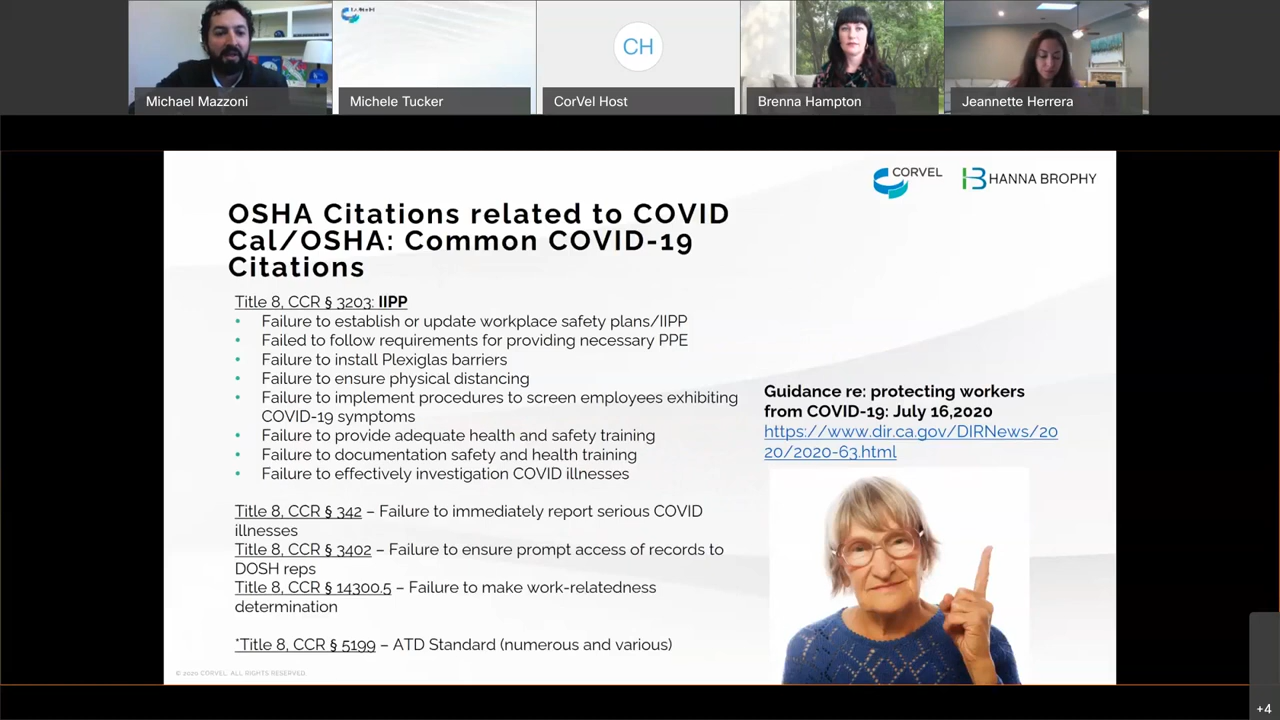 Michael Mazzoni
Michele Tucker
CH
CorVel Host
Brenna Hampton
Jeannette Herrera
CORVEL
HANNA BROPHY
OSHA Citations related to COVID
Cal/OSHA: Common COVID-19
Citations
Title 8, CCR § 3203: IIPP
• Failure to establish or update workplace safety plans/IIPP
• Failed to follow requirements for providing necessary PPE
• Failure to install Plexiglas barriers
• Failure to ensure physical distancing
• Failure to implement procedures to screen employees exhibiting
COVID-19 symptoms
• Failure to provide adequate health and safety training
• Failure to documentation safety and health training
• Failure to effectively investigation COVID illnesses
Title 8, CCR § 342 – Failure to immediately report serious COVID
illnesses
Title 8, CCR § 3402 – Failure to ensure prompt access of records to
DOSH reps
Title 8, CCR § 14300.5 – Failure to make work-relatedness
determination
*Title 8, CCR § 5199 – ATD Standard (numerous and various)
Guidance re: protecting workers
from COVID-19: July 16,2020
https://www.dir.ca.gov/DIRNews/20
20/2020-63.html
© 2020 CORVEL. ALL RIGHTS RESERVED.
+4